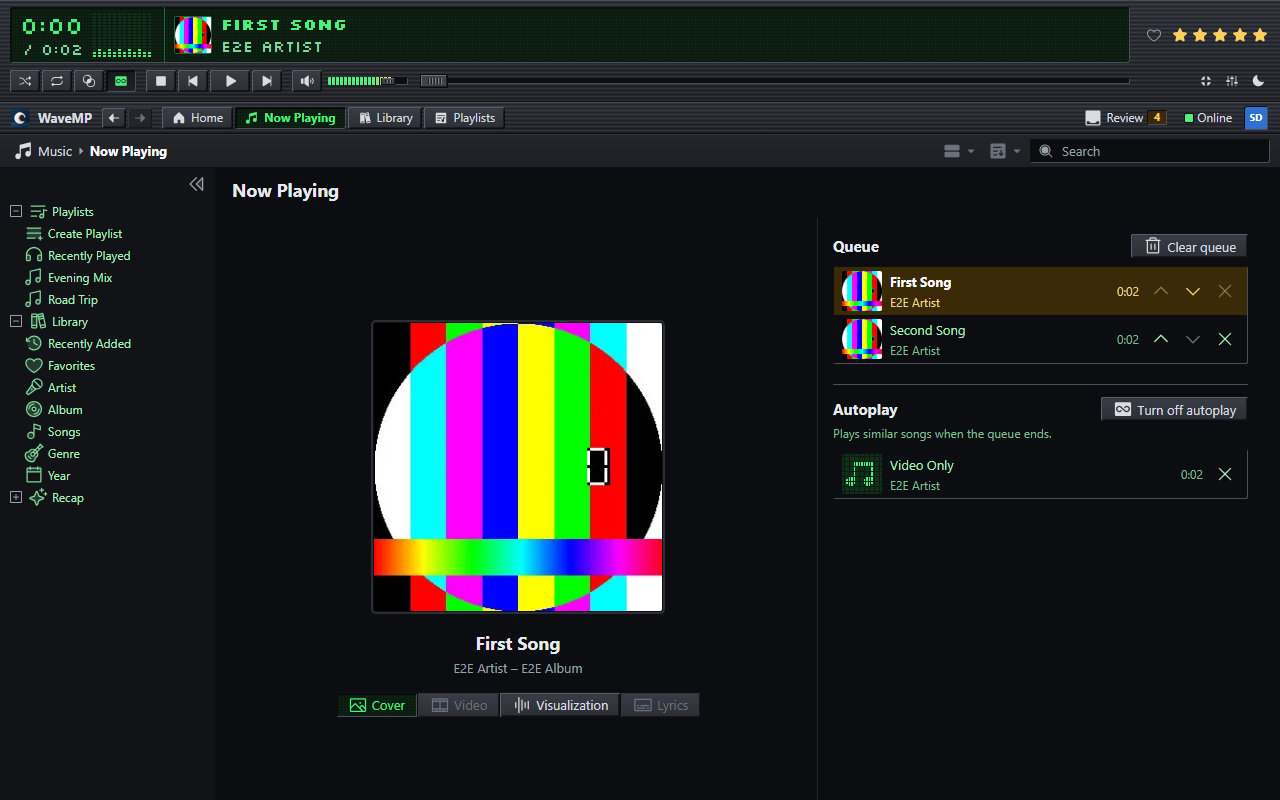 0:00
/ 0:02
FIRST SONG
E2E ARTIST
WaveMP
Home
Now Playing
Library
Playlists
Review 4
Online
SD
Music
Now Playing
Search
Playlists
Create Playlist
Recently Played
Evening Mix
Road Trip
Library
Recently Added
Favorites
Artist
Album
Songs
Genre
Year
Recap
Now Playing
0
First Song
E2E Artist – E2E Album
Cover
Video
Visualization
Lyrics
Queue
Clear queue
First Song
E2E Artist
0:02
Second Song
E2E Artist
0:02
Autoplay
Turn off autoplay
Plays similar songs when the queue ends.
Video Only
E2E Artist
0:02